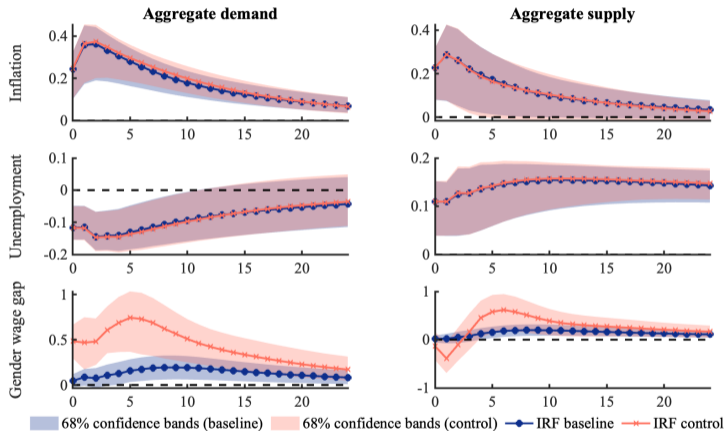 Aggregate demand
Aggregate supply
Inflation
0.4
0.2
0
0 5 10 15 20
0.4
0.2
0
0 5 10 15 20
Unemployment
0.1
0
-0.1
-0.2
0 5 10 15 20
0.2
0.1
0
0 5 10 15 20
Gender wage gap
1
0.5
0
0 5 10 15 20
1
0
-1
0 5 10 15 20
68% confidence bands (baseline) 68% confidence bands (control) IRF baseline IRF control